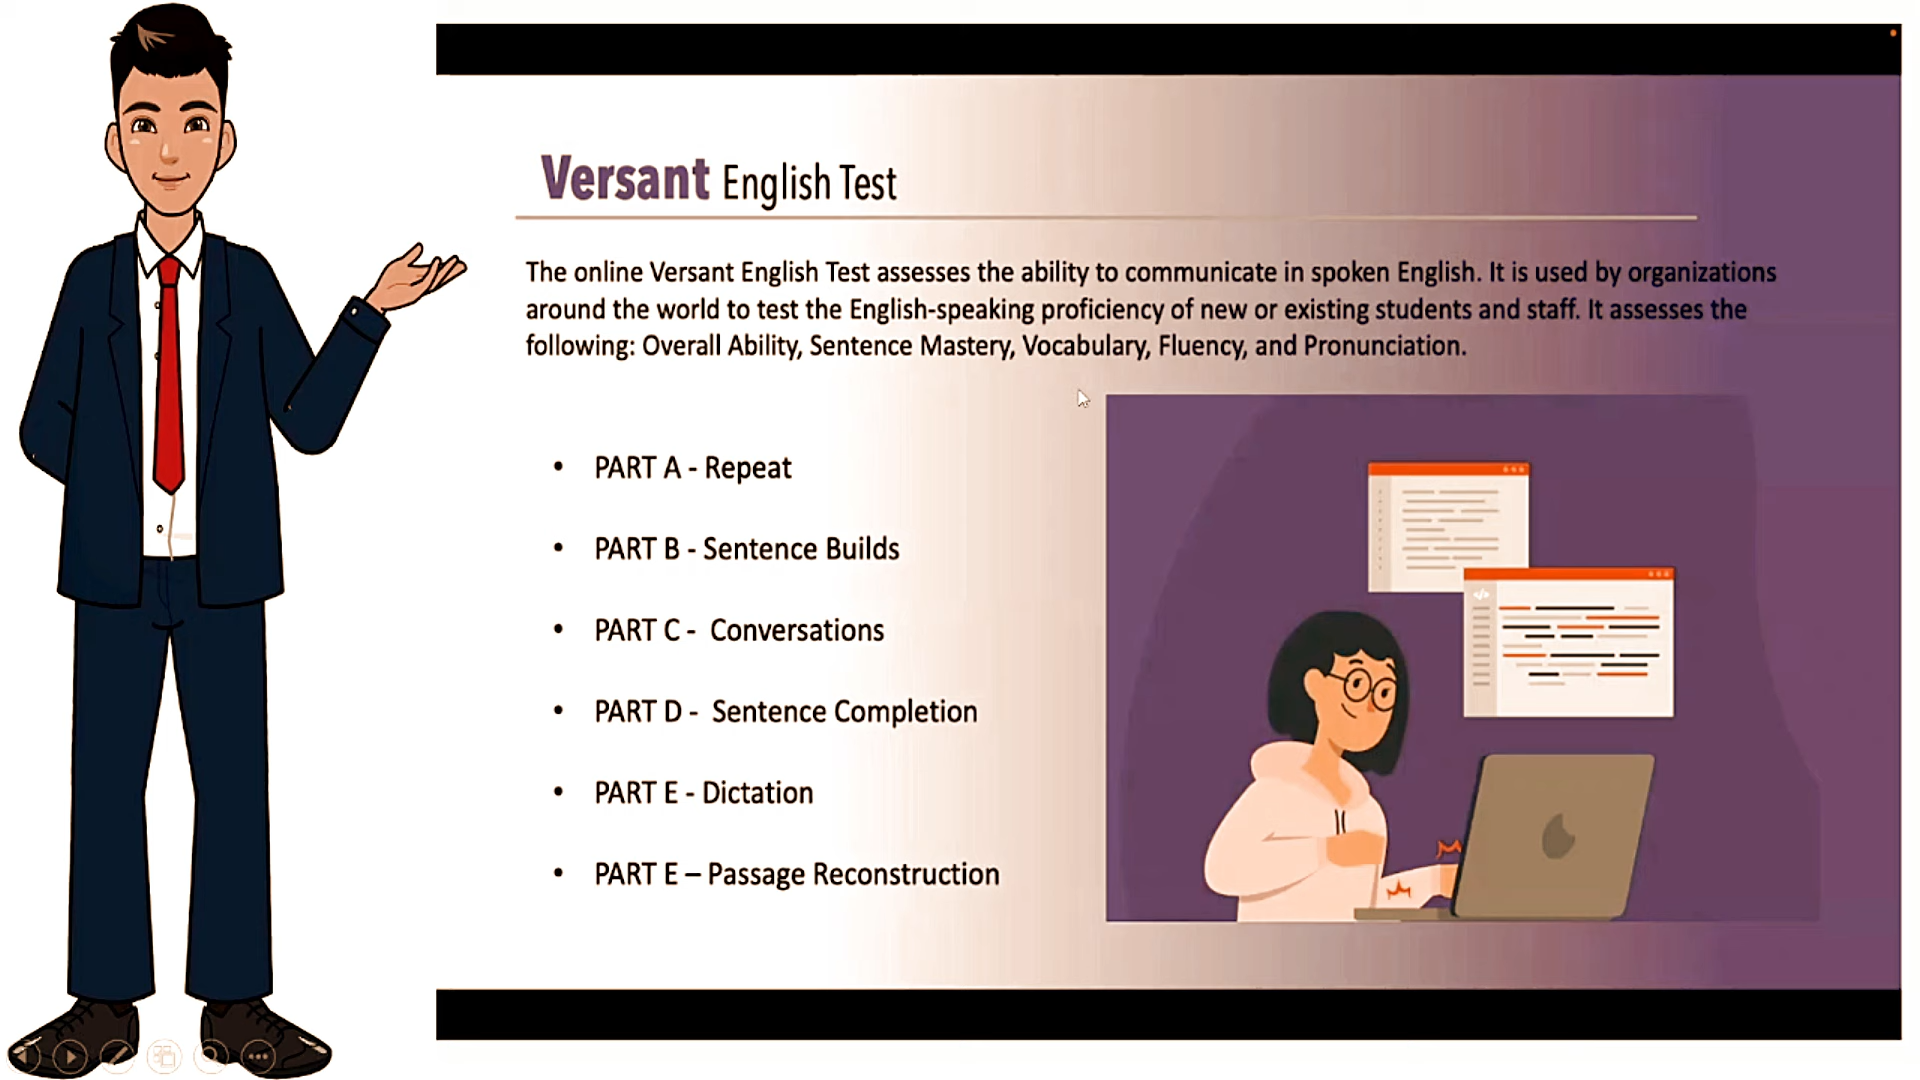 Versant English Test
The online Versant English Test assesses the ability to communicate in spoken English. It is used by organizations
around the world to test the English-speaking proficiency of new or existing students and staff. It assesses the
following: Overall Ability, Sentence Mastery, Vocabulary, Fluency, and Pronunciation.
• PART A - Repeat
• PART B - Sentence Builds
• PART C - Conversations
• PART D - Sentence Completion
• PART E - Dictation
• PART E – Passage Reconstruction